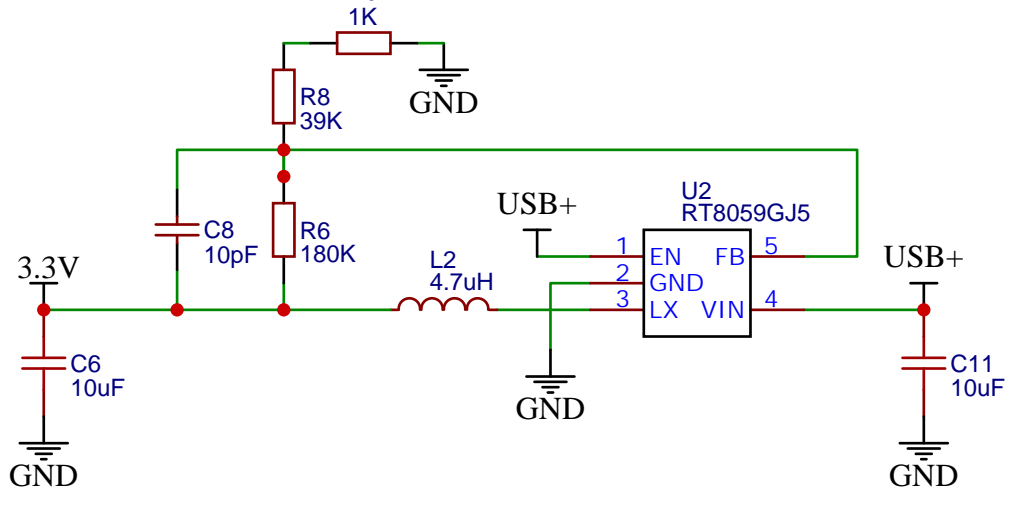 1K
GND
R8
39K
U2
RT8059GJ5
USB+
C8
10pF
R6
180K
1
EN
FB
5
USB+
3.3V
L2
4.7uH
2
GND
3
LX
VIN
4
C6
10uF
C11
10uF
GND
GND
GND